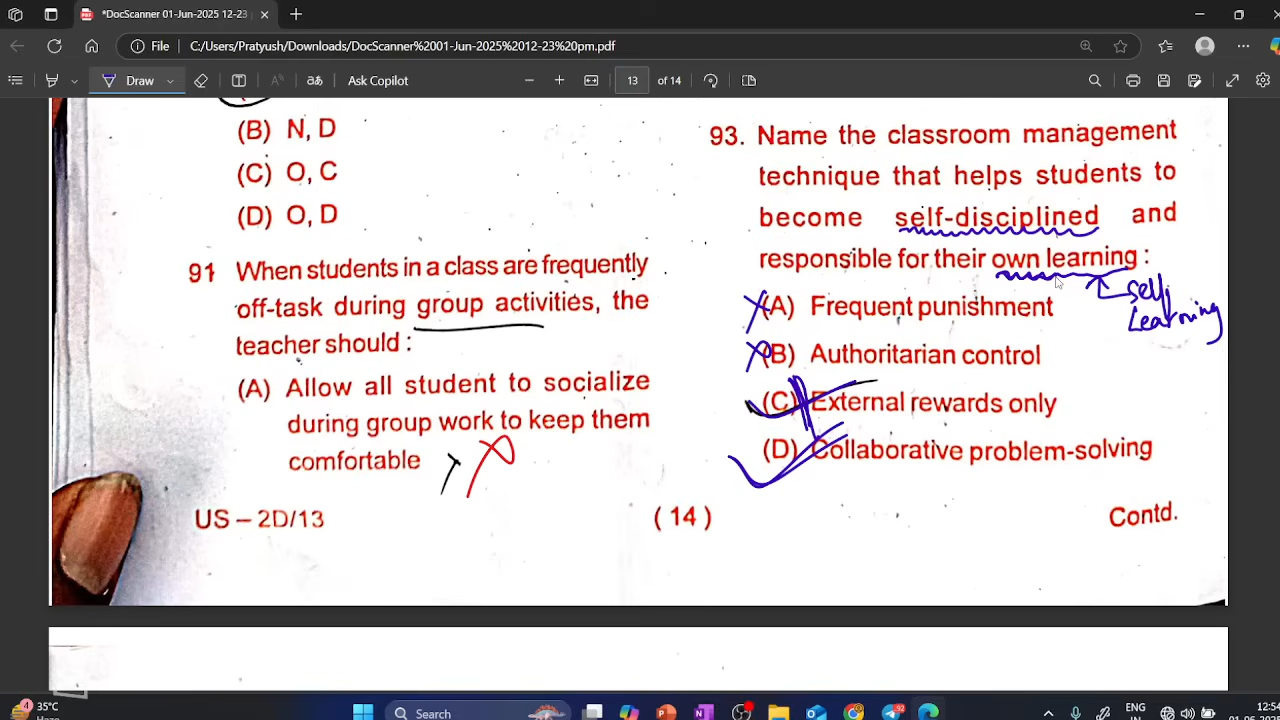 *DocScanner 01-Jun-2025 12-23
File
C:/Users/Pratyush/Downloads/DocScanner%2001-Jun-2025%2012-23%20pm.pdf
Draw
aあ
Ask Copilot
13 of 14
(B) N, D
(C) O, C
(D) O, D
91 When students in a class are frequently
off-task during group activities, the
teacher should :
(A) Allow all student to socialize
during group work to keep them
comfortable
US – 2D/13
93. Name the classroom management
technique that helps students to
become self-disciplined and
responsible for their own learning :
self
Learning
(A) Frequent punishment
(B) Authoritarian control
(C) External rewards only
(D) Collaborative problem-solving
(14)
Contd.
35°C
Search
92
ENG
12:54